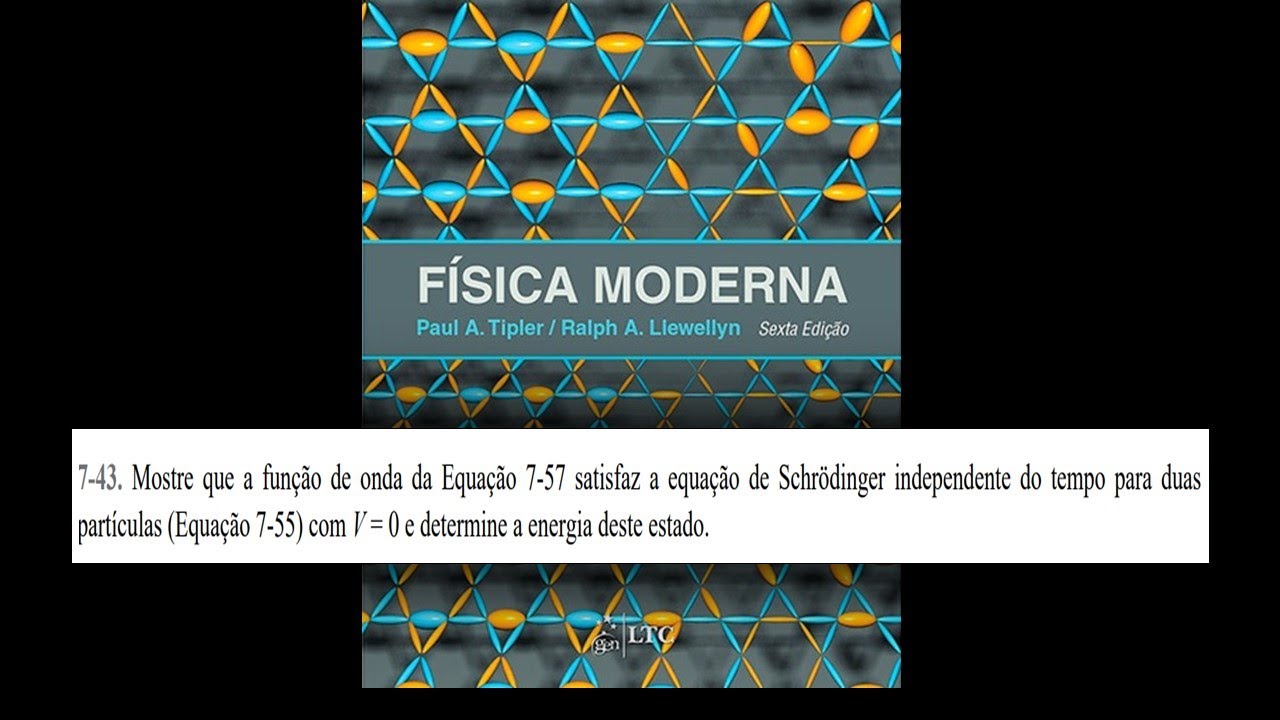 FÍSICA MODERNA
Paul A. Tipler / Ralph A. Llewellyn Sexta Edição
7-43. Mostre que a função de onda da Equação 7-57 satisfaz a equação de Schrödinger independente do tempo para duas
partículas (Equação 7-55) com V = 0 e determine a energia deste estado.
gen LTC